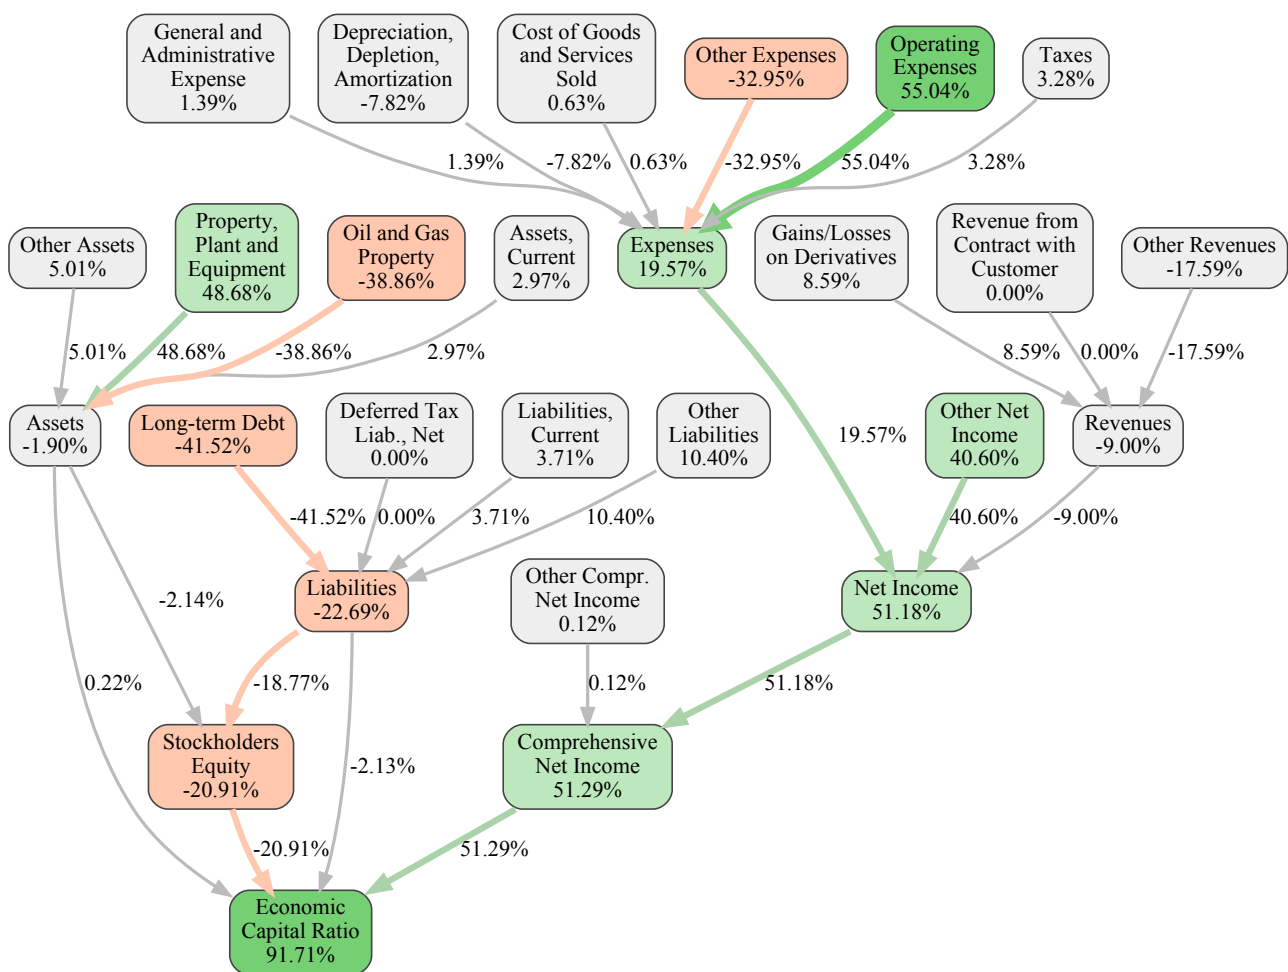 General and
Administrative
Expense
1.39%
Depreciation,
Depletion,
Amortization
-7.82%
Cost of Goods
and Services
Sold
0.63%
Other Expenses
-32.95%
Operating
Expenses
55.04%
Taxes
3.28%
1.39%
-7.82%
0.63%
-32.95%
55.04%
3.28%
Other Assets
5.01%
Property,
Plant and
Equipment
48.68%
Oil and Gas
Property
-38.86%
Assets,
Current
2.97%
Expenses
19.57%
Gains/Losses
on Derivatives
8.59%
Revenue from
Contract with
Customer
0.00%
Other Revenues
-17.59%
5.01%
48.68%
-38.86%
2.97%
8.59%
0.00%
-17.59%
Assets
-1.90%
Long-term Debt
-41.52%
Deferred Tax
Liab., Net
0.00%
Liabilities,
Current
3.71%
Other
Liabilities
10.40%
19.57%
Other Net
Income
40.60%
Revenues
-9.00%
-41.52%
0.00%
3.71%
10.40%
40.60%
-9.00%
-2.14%
Liabilities
-22.69%
Other Compr.
Net Income
0.12%
Net Income
51.18%
0.22%
-18.77%
0.12%
51.18%
Stockholders
Equity
-20.91%
-2.13%
Comprehensive
Net Income
51.29%
-20.91%
51.29%
Economic
Capital Ratio
91.71%